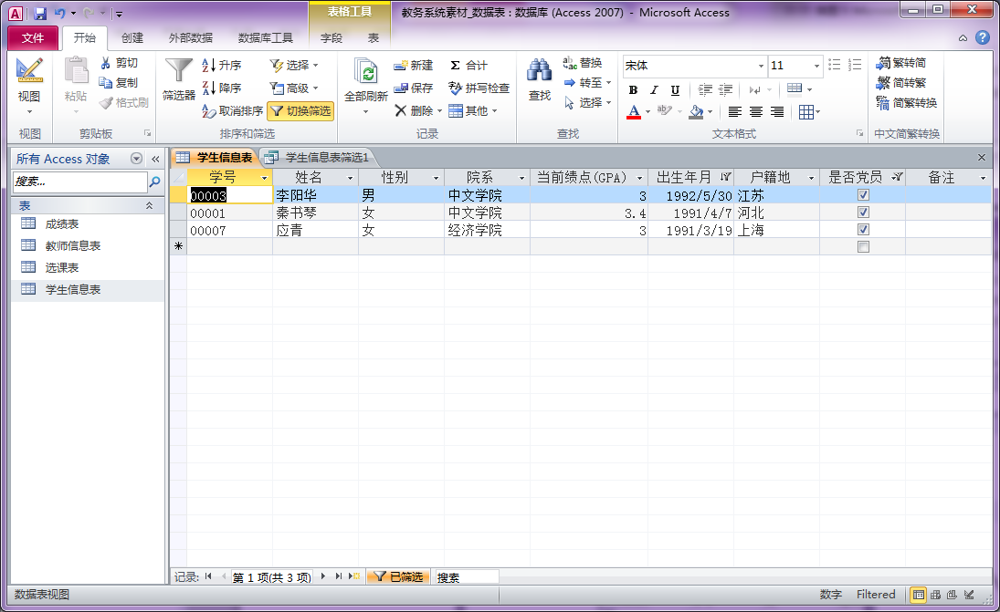 表格工具
教务系统素材_数据表 : 数据库 (Access 2007) - Microsoft Access
文件 开始 创建 外部数据 数据库工具 字段 表
视图
视图
粘贴
剪切
复制
格式刷
剪贴板
筛选器
升序
降序
取消排序
选择
高级
切换筛选
排序和筛选
全部刷新
新建
保存
删除
Σ 合计
拼写检查
其他
记录
查找
替换
转至
选择
查找
宋体 11
B I U
A ab
文本格式
繁转简
简转繁
简繁转换
中文简繁转换
所有 Access 对象
搜索...
表
成绩表
教师信息表
选课表
学生信息表
学生信息表 学生信息表筛选1
学号 姓名 性别 院系 当前绩点(GPA) 出生年月 户籍地 是否党员 备注
00003 李阳华 男 中文学院 3 1992/5/30 江苏
00001 秦书琴 女 中文学院 3.4 1991/4/7 河北
00007 应青 女 经济学院 3 1991/3/19 上海
*
记录: 第 1 项(共 3 项) 已筛选 搜索
数据表视图 数字 Filtered